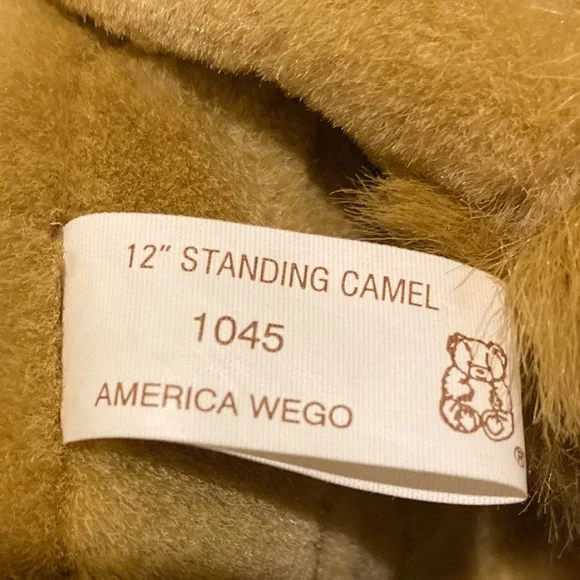 12" STANDING CAMEL
1045
AMERICA WEGO
®